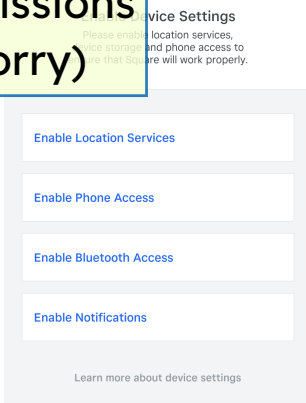 issions
orry)
Enable Device Settings
Please enable location services,
device storage and phone access to
ensure that Square will work properly.
Enable Location Services
Enable Phone Access
Enable Bluetooth Access
Enable Notifications
Learn more about device settings